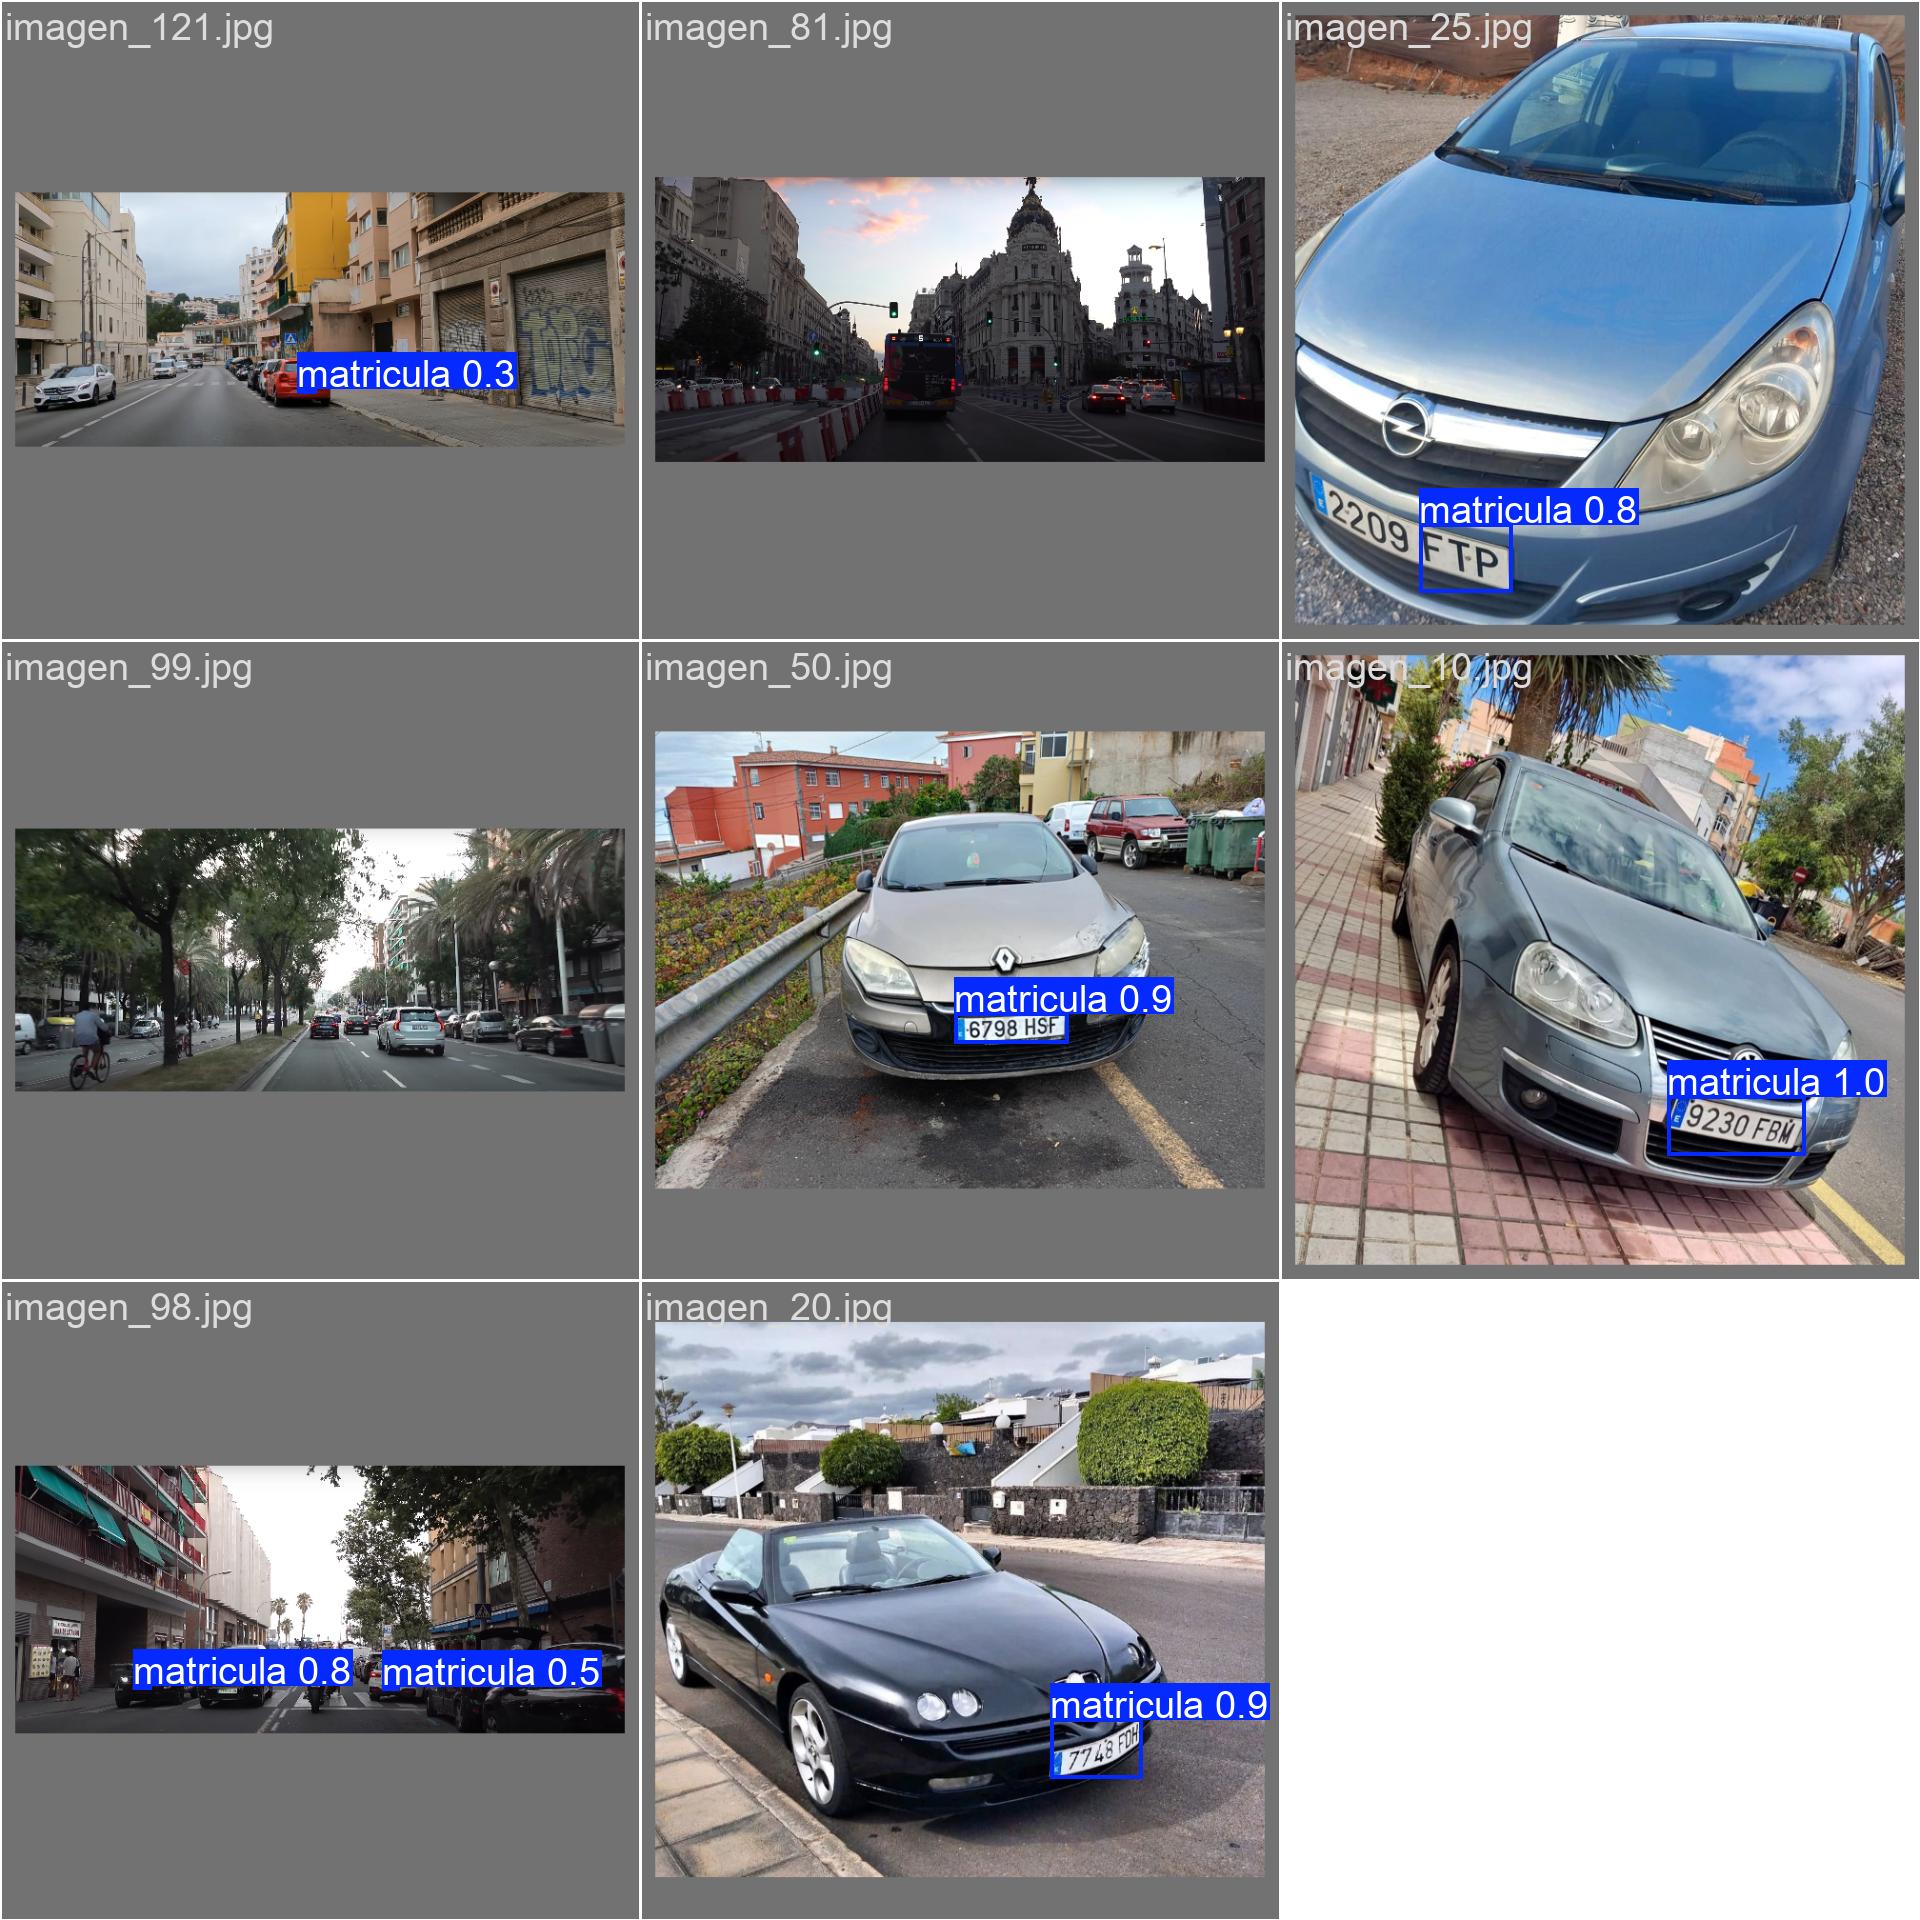 imagen_121.jpg
matricula 0.3
imagen_81.jpg
imagen_25.jpg
matricula 0.8
2209 FTP
imagen_99.jpg
imagen_50.jpg
matricula 0.9
6798 HSF
imagen_10.jpg
matricula 1.0
E
9230 FBM
imagen_98.jpg
matricula 0.8
matricula 0.5
imagen_20.jpg
matricula 0.9
7748 FDH